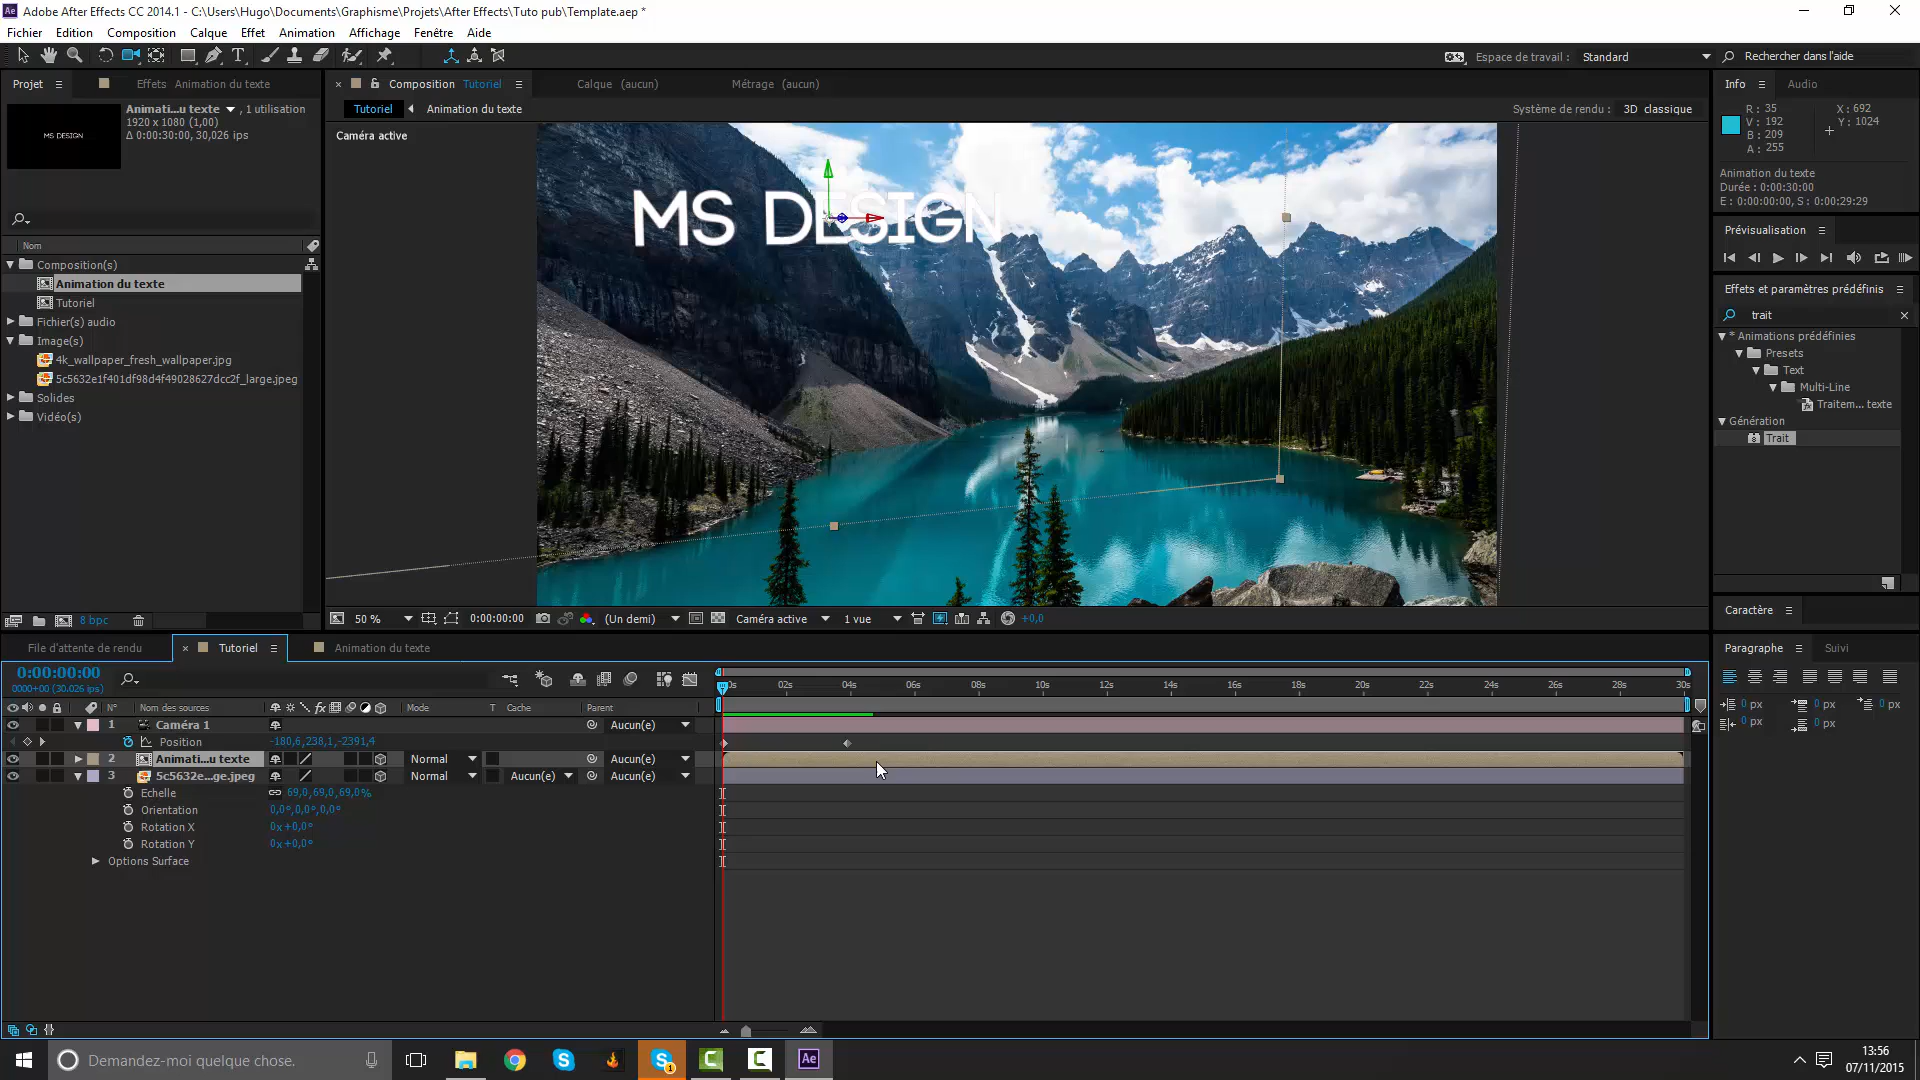 Adobe After Effects CC 2014.1 - C:\Users\Hugo\Documents\Graphisme\Projets\After Effects\Tuto pub\Template.aep *
Fichier Edition Composition Calque Effet Animation Affichage Fenêtre Aide
Espace de travail : Standard Rechercher dans l'aide
Projet Effets Animation du texte
Animati...u texte , 1 utilisation
1920 x 1080 (1,00)
Δ 0:00:30:00, 30,026 ips
MS DESIGN
Nom
Composition(s)
Animation du texte
Tutoriel
Fichier(s) audio
Image(s)
4k_wallpaper_fresh_wallpaper.jpg
5c5632e1f401df98d4f49028627dcc2f_large.jpeg
Solides
Vidéo(s)
8 bpc
Composition Tutoriel Calque (aucun) Métrage (aucun)
Tutoriel Animation du texte Système de rendu : 3D classique
Caméra active
MS DESIGN
50 % 0:00:00:00 (Un demi) Caméra active 1 vue +0,0
Info Audio
R : 35 X : 692
V : 192 Y : 1024
B : 209
A : 255
Animation du texte
Durée : 0:00:30:00
E : 0:00:00:00, S : 0:00:29:29
Prévisualisation
Effets et paramètres prédéfinis
trait
* Animations prédéfinies
Presets
Text
Multi-Line
Traitem... texte
Génération
Trait
Caractère
Paragraphe Suivi
0 px 0 px 0 px
0 px 0 px
File d'attente de rendu Tutoriel Animation du texte
0:00:00:00
0000+00 (30.026 ips)
0s 02s 04s 06s 08s 10s 12s 14s 16s 18s 20s 22s 24s 26s 28s 30s
N° Nom des sources Mode T Cache Parent
1 Caméra 1 Aucun(e)
Position -180,6,238,1,-2391,4
2 Animati...u texte Normal Aucun(e)
3 5c5632e...ge.jpeg Normal Aucun(e) Aucun(e)
Echelle 69,0,69,0,69,0%
Orientation 0,0°,0,0°,0,0°
Rotation X 0x+0,0°
Rotation Y 0x+0,0°
Options Surface
Demandez-moi quelque chose.
1
Ae
13:56
07/11/2015